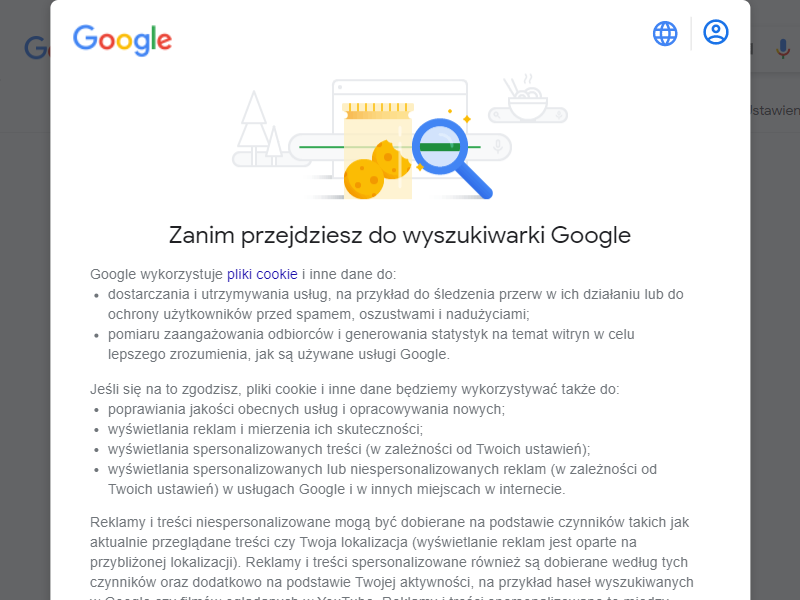 Google
Zanim przejdziesz do wyszukiwarki Google
Google wykorzystuje pliki cookie i inne dane do:
• dostarczania i utrzymywania usług, na przykład do śledzenia przerw w ich działaniu lub do
ochrony użytkowników przed spamem, oszustwami i nadużyciami;
• pomiaru zaangażowania odbiorców i generowania statystyk na temat witryn w celu
lepszego zrozumienia, jak są używane usługi Google.
Jeśli się na to zgodzisz, pliki cookie i inne dane będziemy wykorzystywać także do:
• poprawiania jakości obecnych usług i opracowywania nowych;
• wyświetlania reklam i mierzenia ich skuteczności;
• wyświetlania spersonalizowanych treści (w zależności od Twoich ustawień);
• wyświetlania spersonalizowanych lub niespersonalizowanych reklam (w zależności od
Twoich ustawień) w usługach Google i w innych miejscach w internecie.
Reklamy i treści niespersonalizowane mogą być dobierane na podstawie czynników takich jak
aktualnie przeglądane treści czy Twoja lokalizacja (wyświetlanie reklam jest oparte na
przybliżonej lokalizacji). Reklamy i treści spersonalizowane również są dobierane według tych
czynników oraz dodatkowo na podstawie Twojej aktywności, na przykład haseł wyszukiwanych